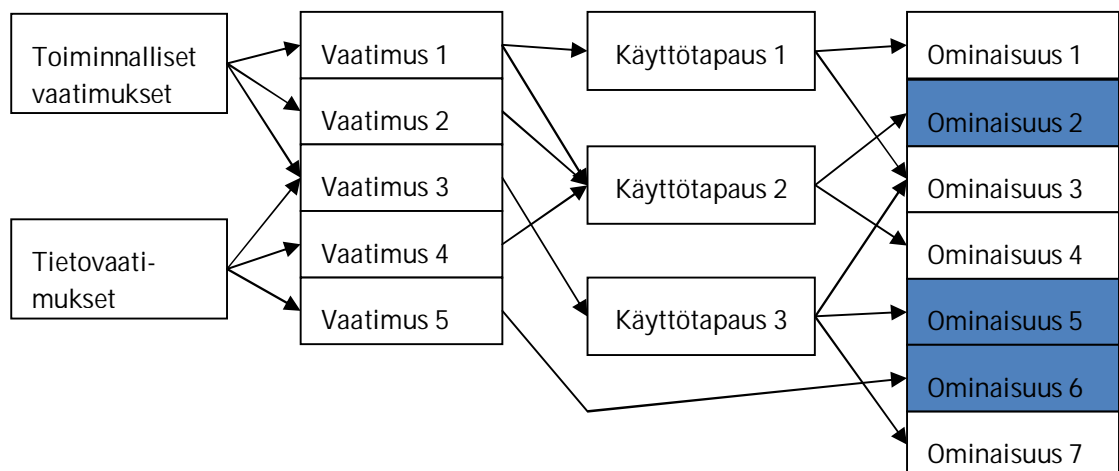 Toiminnalliset
vaatimukset
Tietovaati-
mukset
Vaatimus 1
Vaatimus 2
Vaatimus 3
Vaatimus 4
Vaatimus 5
Käyttötapaus 1
Käyttötapaus 2
Käyttötapaus 3
Ominaisuus 1
Ominaisuus 2
Ominaisuus 3
Ominaisuus 4
Ominaisuus 5
Ominaisuus 6
Ominaisuus 7